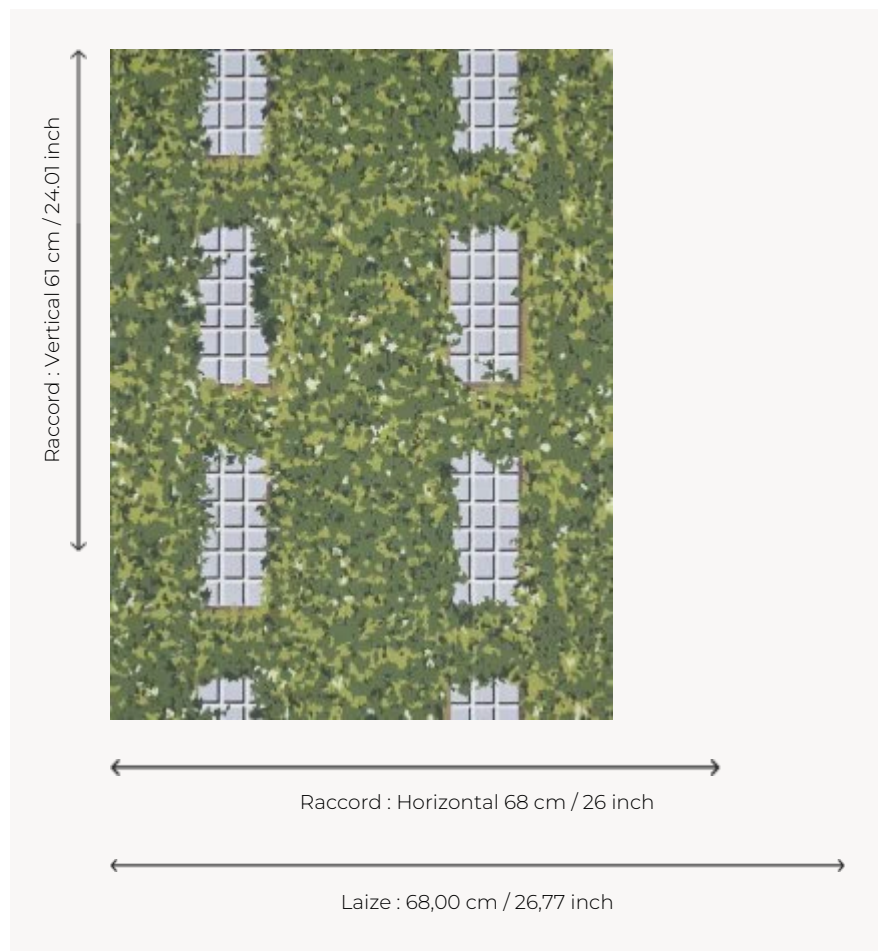 Raccord : Vertical 61 cm / 24.01 inch
Raccord : Horizontal 68 cm / 26 inch
Laize : 68,00 cm / 26,77 inch